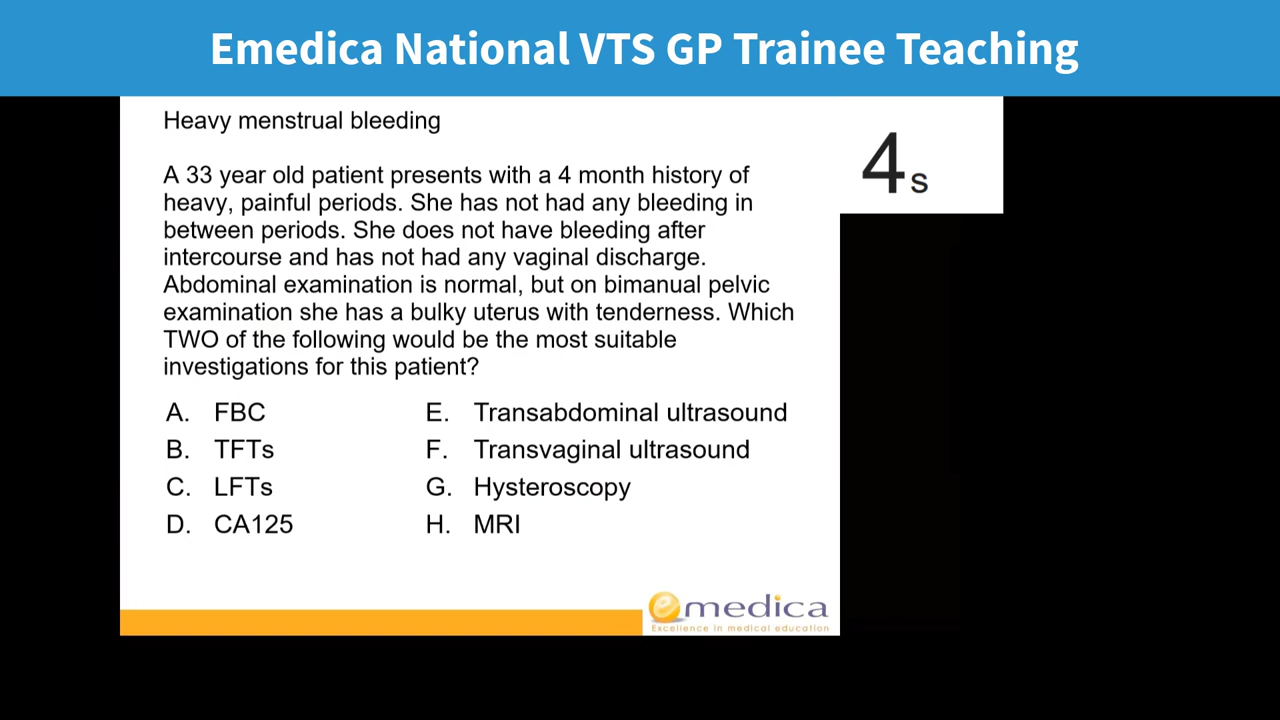 Emedica National VTS GP Trainee Teaching
Heavy menstrual bleeding
4s
A 33 year old patient presents with a 4 month history of
heavy, painful periods. She has not had any bleeding in
between periods. She does not have bleeding after
intercourse and has not had any vaginal discharge.
Abdominal examination is normal, but on bimanual pelvic
examination she has a bulky uterus with tenderness. Which
TWO of the following would be the most suitable
investigations for this patient?
A. FBC
B. TFTs
C. LFTs
D. CA125
E. Transabdominal ultrasound
F. Transvaginal ultrasound
G. Hysteroscopy
H. MRI
emedica
Excellence in medical education